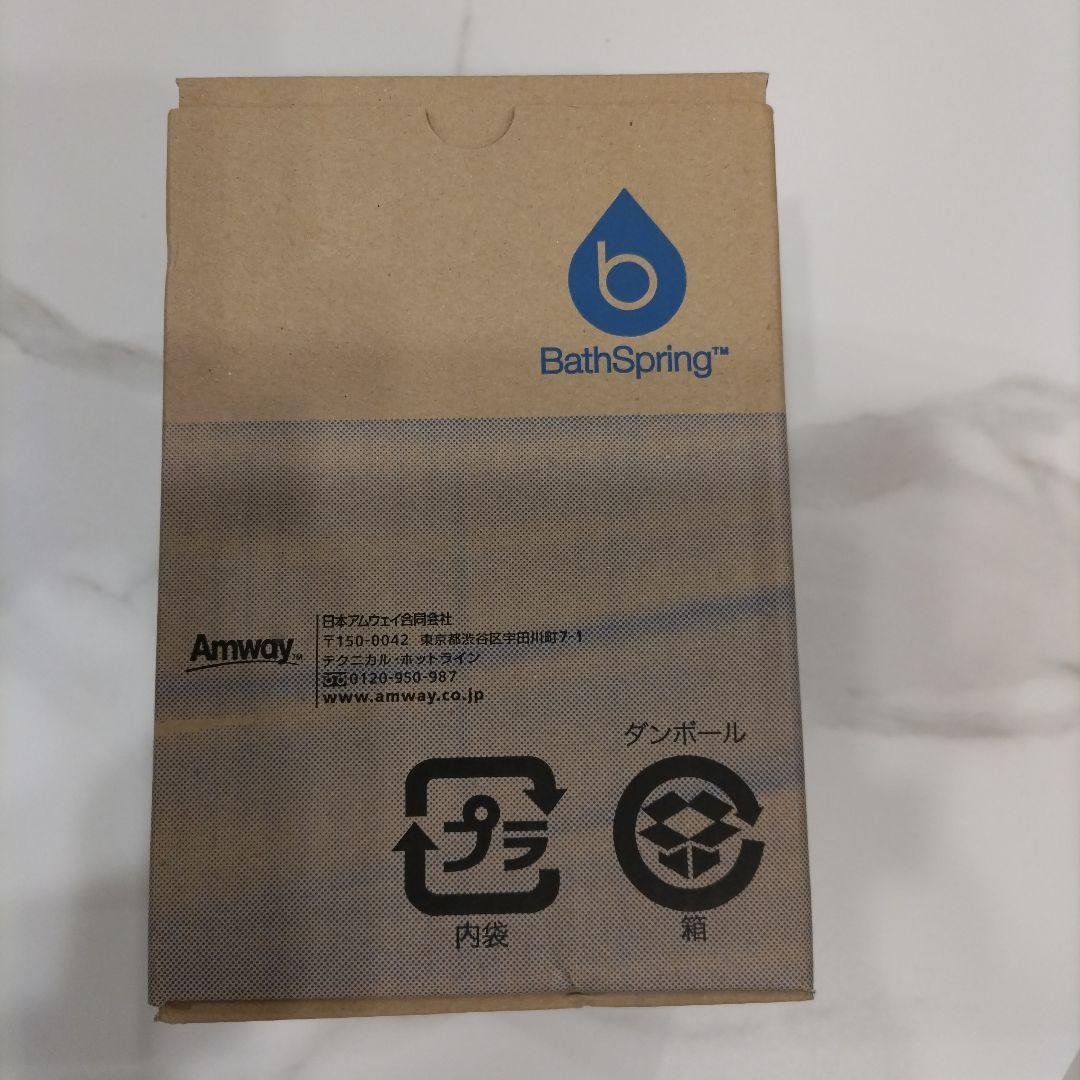 b
BathSpring™
Amway™
日本アムウェイ合同会社
〒150-0042 東京都渋谷区宇田川町7-1
テクニカル・ホットライン
0120-950-987
www.amway.co.jp
ダンボール
プラ
内袋
箱